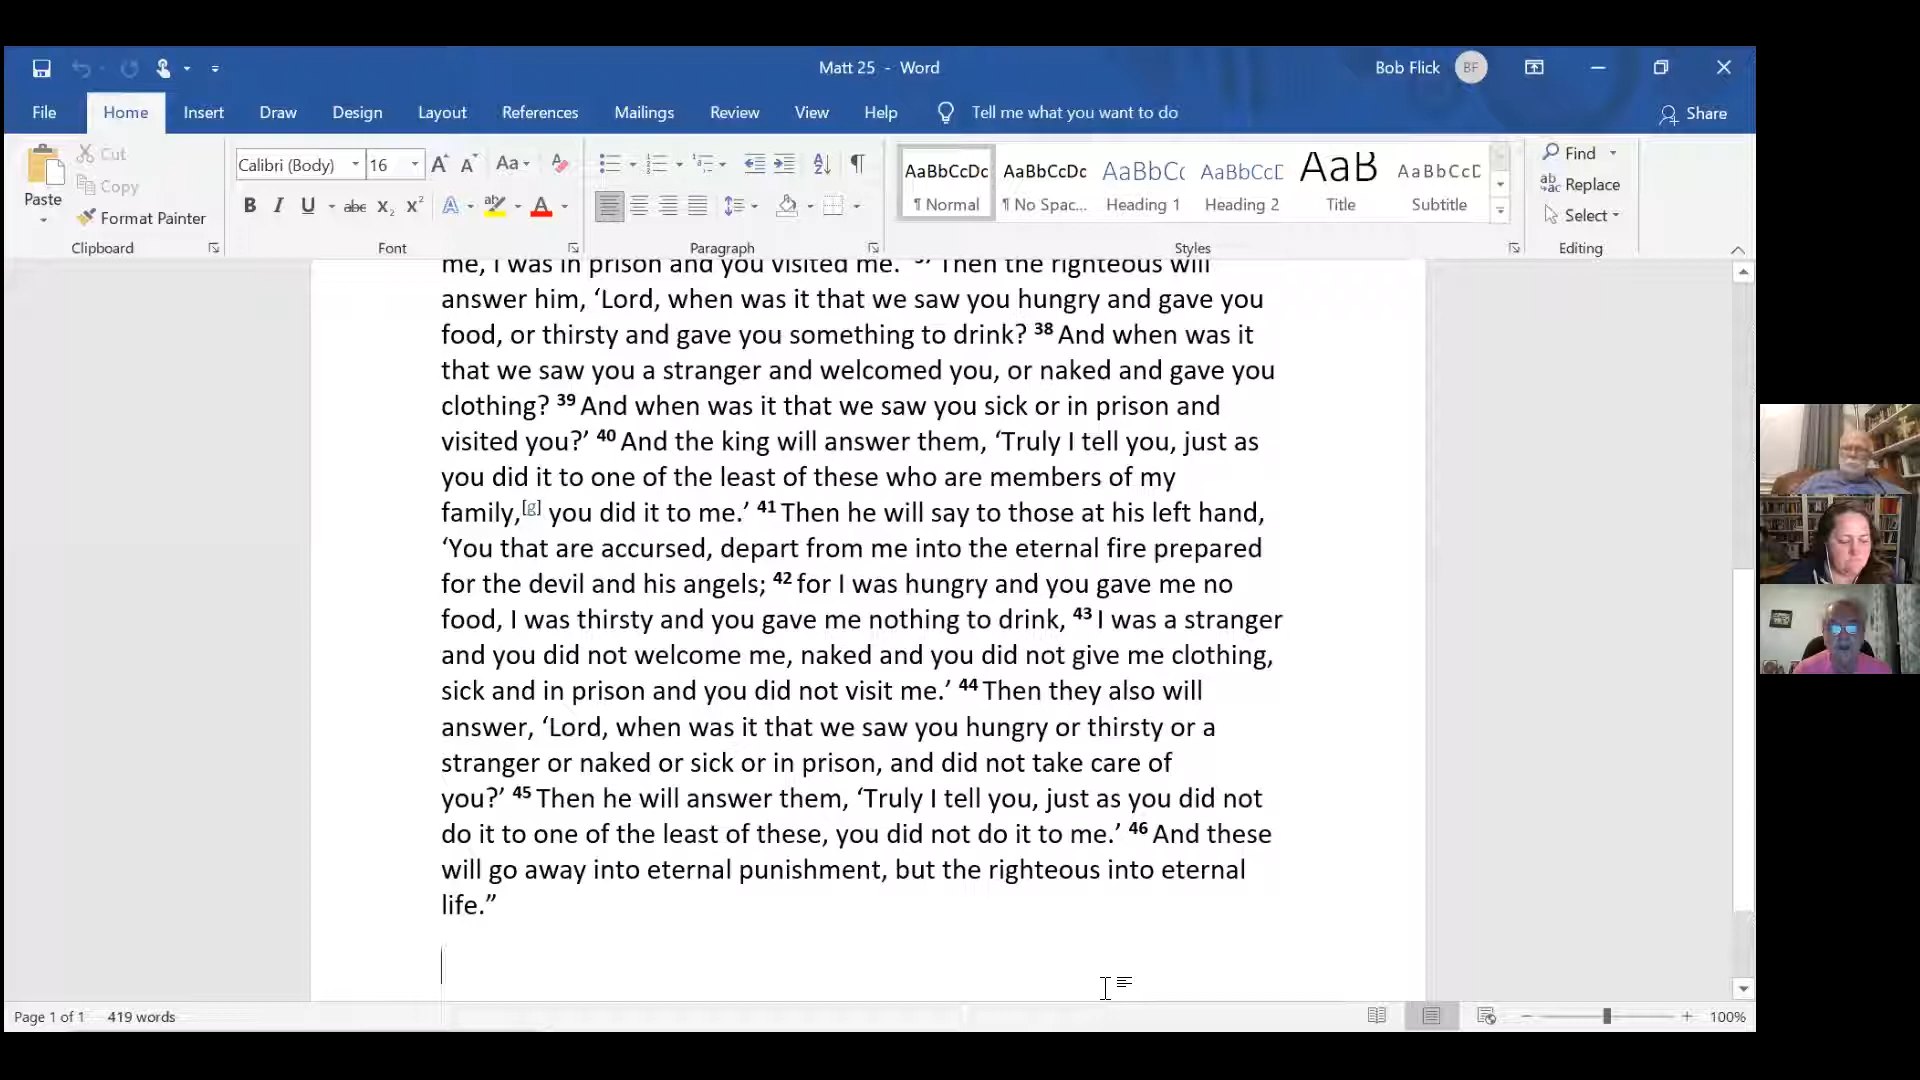 Matt 25 - Word
Bob Flick BF
File Home Insert Draw Design Layout References Mailings Review View Help Tell me what you want to do Share
Paste Cut Copy Format Painter
Clipboard
Calibri (Body) 16
Font
Paragraph
AaBbCcDc AaBbCcDc AaBbCc AaBbCcD AaB AaBbCcD
¶ Normal ¶ No Spac... Heading 1 Heading 2 Title Subtitle
Styles
Find
Replace
Select
Editing
me, I was in prison and you visited me.’ 37 Then the righteous will
answer him, ‘Lord, when was it that we saw you hungry and gave you
food, or thirsty and gave you something to drink? 38 And when was it
that we saw you a stranger and welcomed you, or naked and gave you
clothing? 39 And when was it that we saw you sick or in prison and
visited you?’ 40 And the king will answer them, ‘Truly I tell you, just as
you did it to one of the least of these who are members of my
family,[g] you did it to me.’ 41 Then he will say to those at his left hand,
‘You that are accursed, depart from me into the eternal fire prepared
for the devil and his angels; 42 for I was hungry and you gave me no
food, I was thirsty and you gave me nothing to drink, 43 I was a stranger
and you did not welcome me, naked and you did not give me clothing,
sick and in prison and you did not visit me.’ 44 Then they also will
answer, ‘Lord, when was it that we saw you hungry or thirsty or a
stranger or naked or sick or in prison, and did not take care of
you?’ 45 Then he will answer them, ‘Truly I tell you, just as you did not
do it to one of the least of these, you did not do it to me.’ 46 And these
will go away into eternal punishment, but the righteous into eternal
life.”
Page 1 of 1 419 words 100%